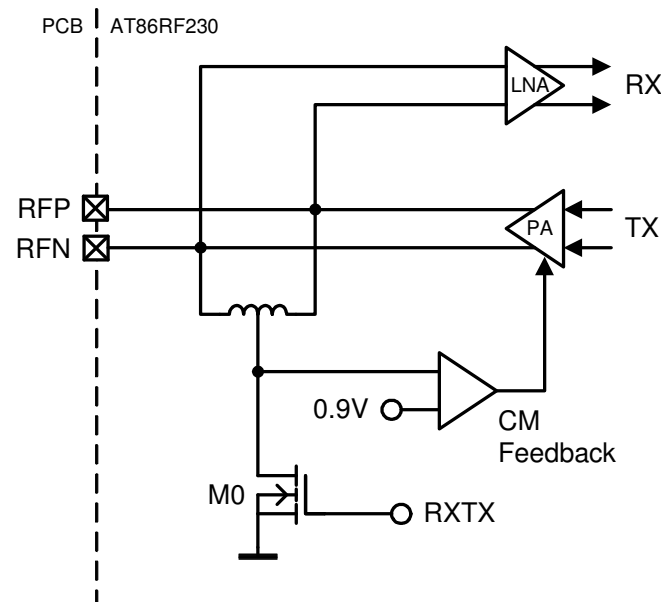 PCB AT86RF230
LNA
RX
RFP
RFN
PA
TX
0.9V
CM
Feedback
M0
RXTX